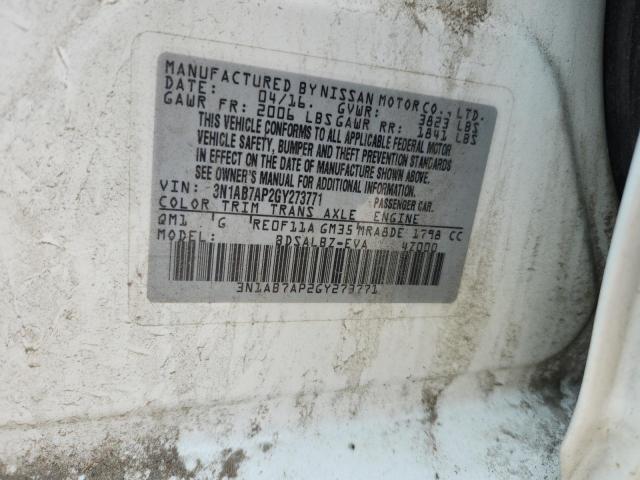 MANUFACTURED BY NISSAN MOTOR CO., LTD.
DATE: 04/16. GVWR: 3823 LBS
GAWR FR: 2006 LBS GAWR RR: 1841 LBS
THIS VEHICLE CONFORMS TO ALL APPLICABLE FEDERAL MOTOR
VEHICLE SAFETY, BUMPER AND THEFT PREVENTION STANDARDS
IN EFFECT ON THE DATE OF MANUFACTURE SHOWN ABOVE.
SEE OWNER'S MANUAL FOR ADDITIONAL INFORMATION
VIN: 3N1AB7AP2GY273771 PASSENGER CAR.
COLOR TRIM TRANS AXLE ENGINE
QM1 G RE0F11A GM35 MRA8DE 1798 CC
BDSALBZ-EVA 4Z000
3N1AB7AP2GY273771